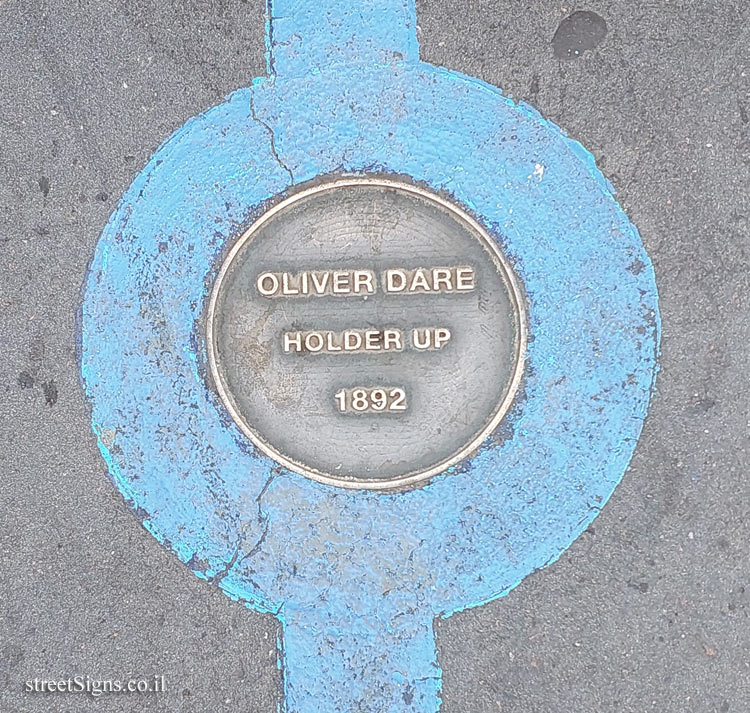 OLIVER DARE
HOLDER UP
1892
streetSigns.co.il